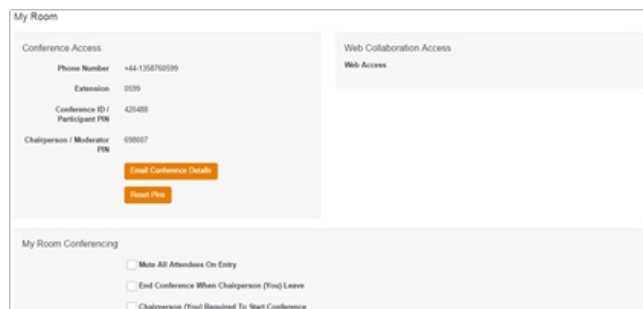 My Room
Conference Access
Phone Number +44-1358760599
Extension 0599
Conference ID /
Participant PIN 420488
Chairperson / Moderator
PIN 698007
Email Conference Details
Reset Pins
Web Collaboration Access
Web Access
My Room Conferencing
Mute All Attendees On Entry
End Conference When Chairperson (You) Leave
Chairperson (You) Required To Start Conference